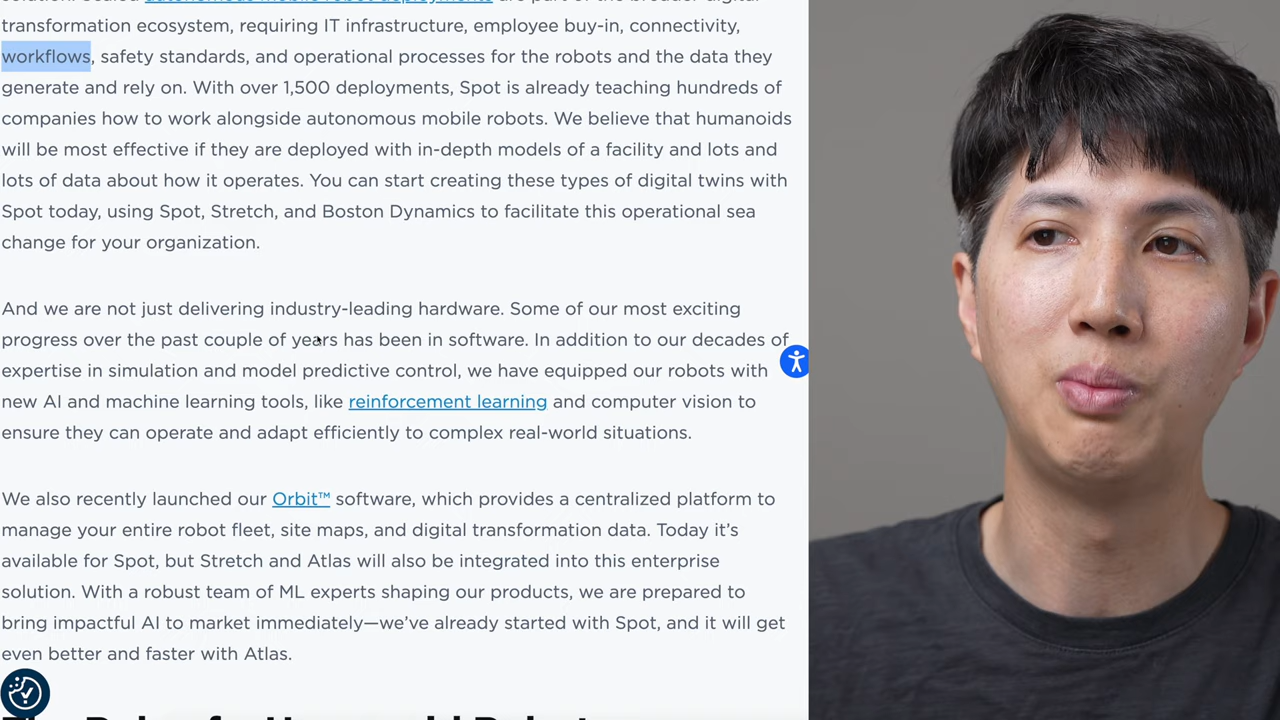 autonomous mobile robot deployments are part of the broader digital
transformation ecosystem, requiring IT infrastructure, employee buy-in, connectivity,
workflows, safety standards, and operational processes for the robots and the data they
generate and rely on. With over 1,500 deployments, Spot is already teaching hundreds of
companies how to work alongside autonomous mobile robots. We believe that humanoids
will be most effective if they are deployed with in-depth models of a facility and lots and
lots of data about how it operates. You can start creating these types of digital twins with
Spot today, using Spot, Stretch, and Boston Dynamics to facilitate this operational sea
change for your organization.
And we are not just delivering industry-leading hardware. Some of our most exciting
progress over the past couple of years has been in software. In addition to our decades of
expertise in simulation and model predictive control, we have equipped our robots with
new AI and machine learning tools, like reinforcement learning and computer vision to
ensure they can operate and adapt efficiently to complex real-world situations.
We also recently launched our Orbit™ software, which provides a centralized platform to
manage your entire robot fleet, site maps, and digital transformation data. Today it’s
available for Spot, but Stretch and Atlas will also be integrated into this enterprise
solution. With a robust team of ML experts shaping our products, we are prepared to
bring impactful AI to market immediately—we’ve already started with Spot, and it will get
even better and faster with Atlas.